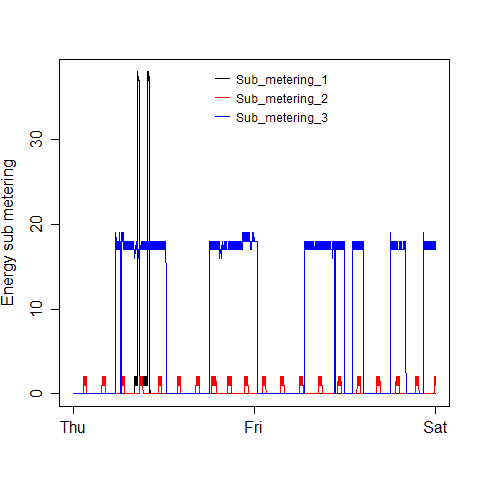 Sub_metering_1
Sub_metering_2
Sub_metering_3
Energy sub metering
30
20
10
0
Thu Fri Sat